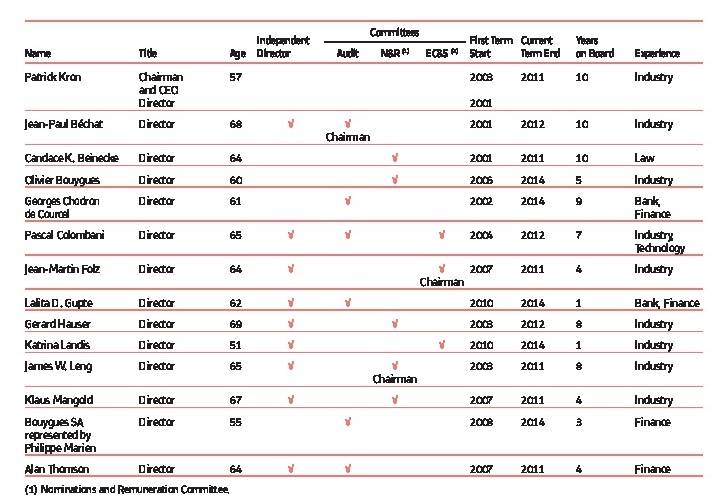 Committees
Independent First Term Current Years
Name Title Age Director Audit N&R (1) EC&S (2) Start Term End on Board Experience
Patrick Kron Chairman 57 2003 2011 10 Industry
and CEO
Director 2001
Jean-Paul Béchat Director 68 √ √ 2001 2012 10 Industry
Chairman
Candace K. Beinecke Director 64 √ 2001 2011 10 Law
Olivier Bouygues Director 60 √ 2006 2014 5 Industry
Georges Chodron Director 61 √ 2002 2014 9 Bank,
de Courcel Finance
Pascal Colombani Director 65 √ √ √ 2004 2012 7 Industry,
Technology
Jean-Martin Folz Director 64 √ √ 2007 2011 4 Industry
Chairman
Lalita D. Gupte Director 62 √ √ 2010 2014 1 Bank, Finance
Gerard Hauser Director 69 √ √ 2003 2012 8 Industry
Katrina Landis Director 51 √ √ 2010 2014 1 Industry
James W. Leng Director 65 √ √ 2003 2011 8 Industry
Chairman
Klaus Mangold Director 67 √ √ 2007 2011 4 Industry
Bouygues SA Director 55 √ 2008 2014 3 Finance
represented by
Philippe Marien
Alan Thomson Director 64 √ √ 2007 2011 4 Finance
(1) Nominations and Remuneration Committee.